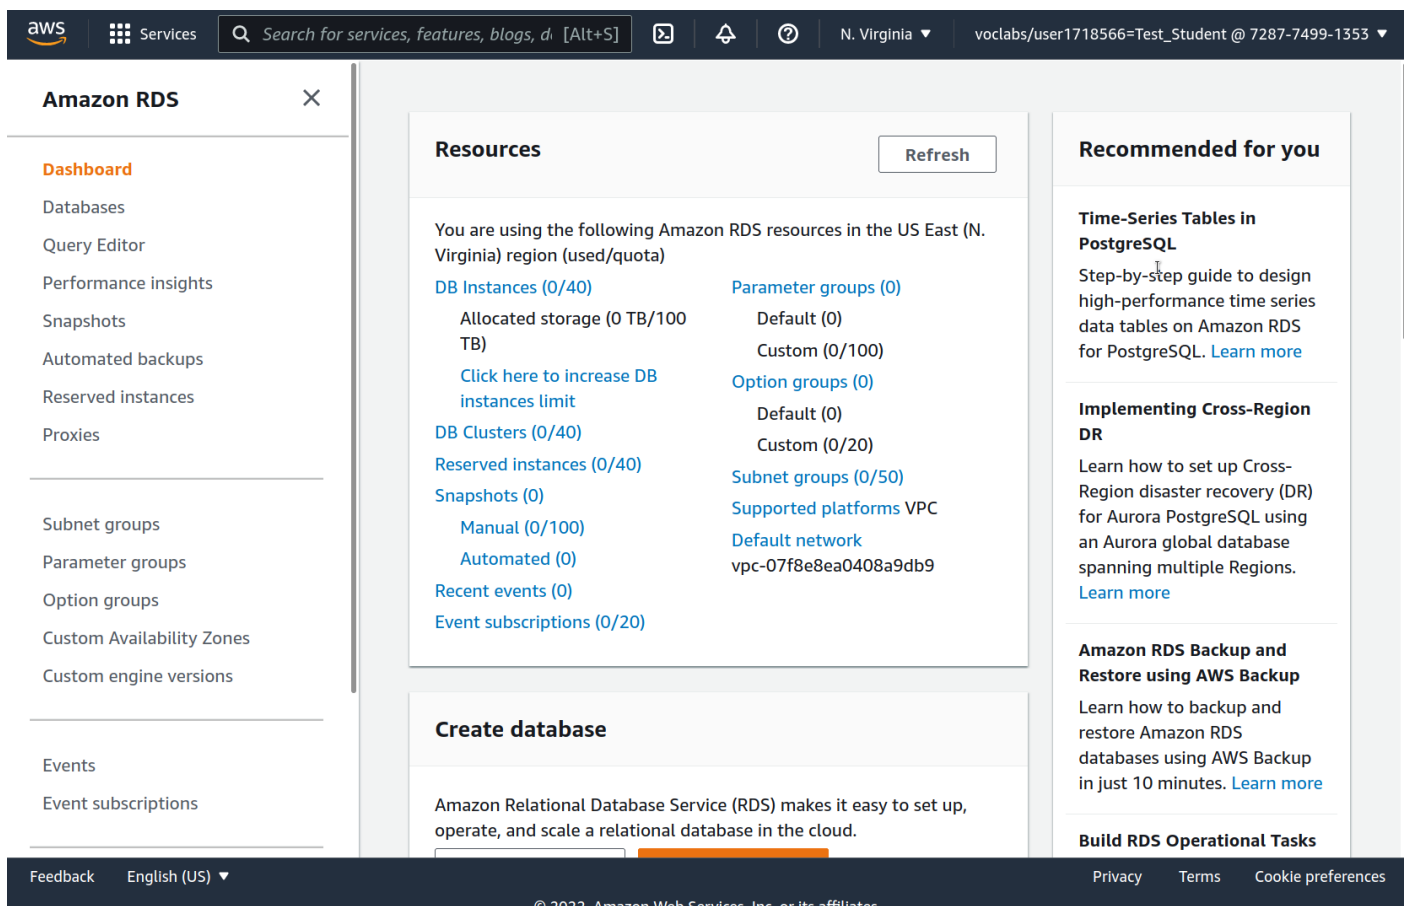 aws
Services
Search for services, features, blogs, d
[Alt+S]
N. Virginia ▼
voclabs/user1718566=Test_Student @ 7287-7499-1353 ▼
Amazon RDS
Dashboard
Databases
Query Editor
Performance insights
Snapshots
Automated backups
Reserved instances
Proxies
Subnet groups
Parameter groups
Option groups
Custom Availability Zones
Custom engine versions
Events
Event subscriptions
Resources
Refresh
You are using the following Amazon RDS resources in the US East (N.
Virginia) region (used/quota)
DB Instances (0/40)
Allocated storage (0 TB/100
TB)
Click here to increase DB
instances limit
DB Clusters (0/40)
Reserved instances (0/40)
Snapshots (0)
Manual (0/100)
Automated (0)
Recent events (0)
Event subscriptions (0/20)
Parameter groups (0)
Default (0)
Custom (0/100)
Option groups (0)
Default (0)
Custom (0/20)
Subnet groups (0/50)
Supported platforms VPC
Default network
vpc-07f8e8ea0408a9db9
Create database
Amazon Relational Database Service (RDS) makes it easy to set up,
operate, and scale a relational database in the cloud.
Recommended for you
Time-Series Tables in
PostgreSQL
Step-by-step guide to design
high-performance time series
data tables on Amazon RDS
for PostgreSQL. Learn more
Implementing Cross-Region
DR
Learn how to set up Cross-
Region disaster recovery (DR)
for Aurora PostgreSQL using
an Aurora global database
spanning multiple Regions.
Learn more
Amazon RDS Backup and
Restore using AWS Backup
Learn how to backup and
restore Amazon RDS
databases using AWS Backup
in just 10 minutes. Learn more
Build RDS Operational Tasks
Feedback
English (US) ▼
Privacy
Terms
Cookie preferences
© 2022, Amazon Web Services, Inc. or its affiliates.